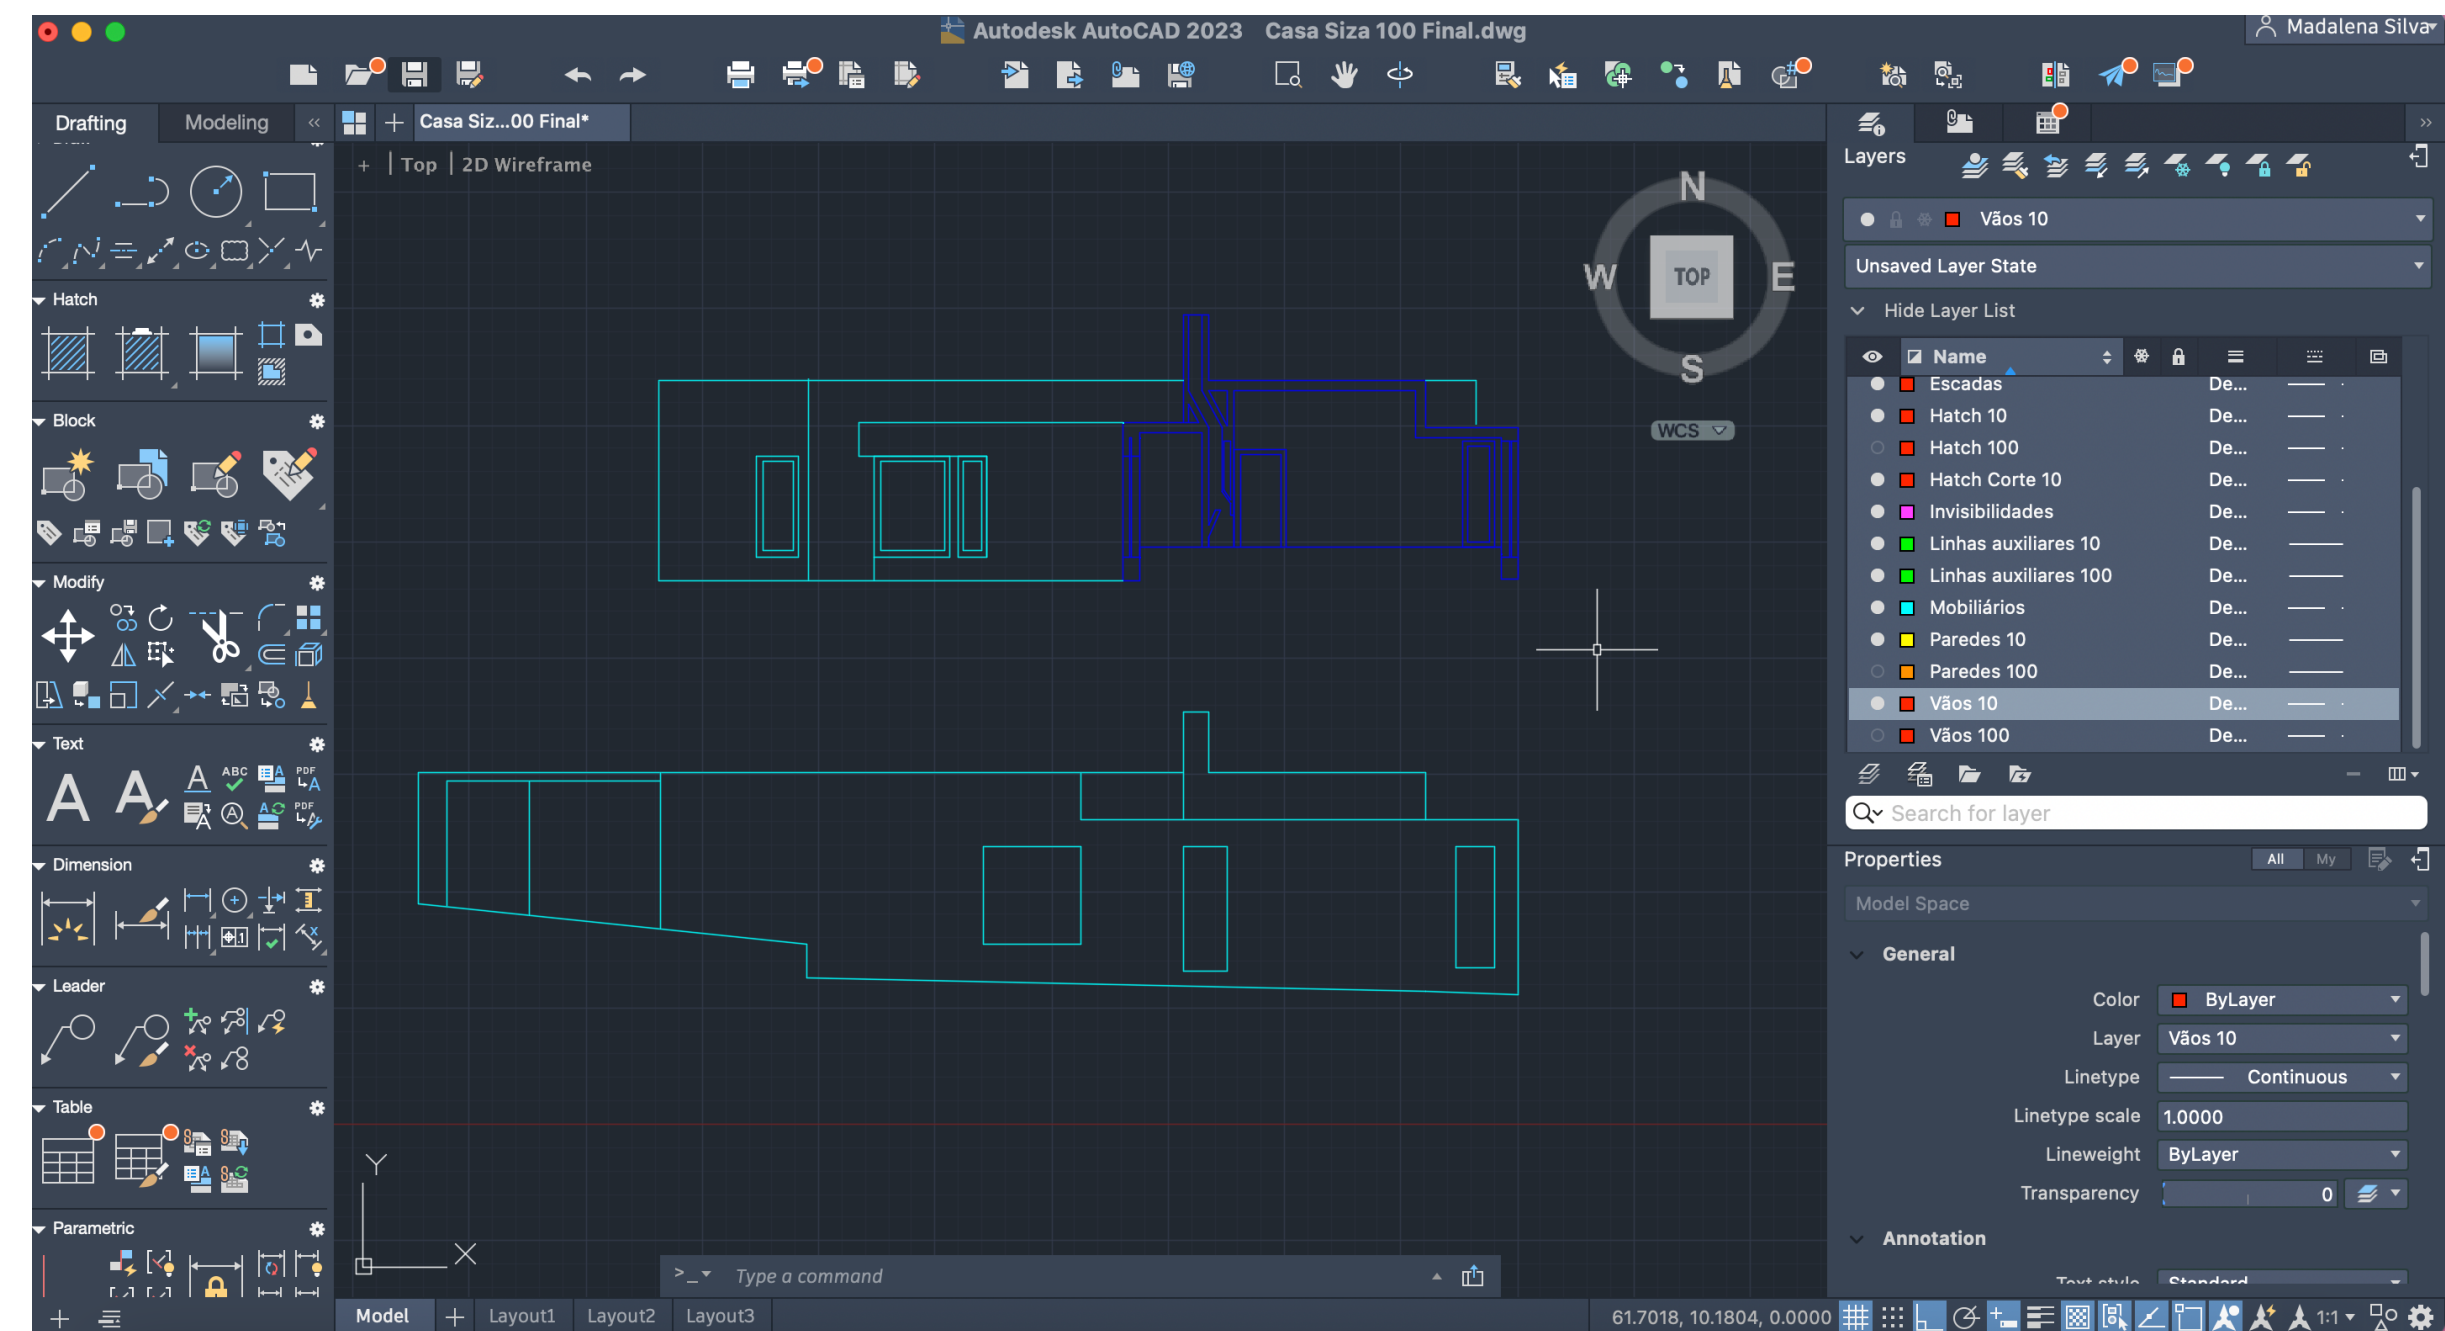 Autodesk AutoCAD 2023 Casa Siza 100 Final.dwg
Madalena Silva
Drafting
Modeling
Casa Siz...00 Final*
Top
2D Wireframe
N
W
TOP
E
S
WCS
Hatch
Block
Modify
Text
ABC
PDF
PDF
Dimension
Leader
Table
Parametric
Y
X
Type a command
Model
Layout1
Layout2
Layout3
61.7018, 10.1804, 0.0000
1:1
Layers
Vãos 10
Unsaved Layer State
Hide Layer List
Name
Escadas De...
Hatch 10 De...
Hatch 100 De...
Hatch Corte 10 De...
Invisibilidades De...
Linhas auxiliares 10 De...
Linhas auxiliares 100 De...
Mobiliários De...
Paredes 10 De...
Paredes 100 De...
Vãos 10 De...
Vãos 100 De...
Search for layer
Properties
All
My
Model Space
General
Color ByLayer
Layer Vãos 10
Linetype Continuous
Linetype scale 1.0000
Lineweight ByLayer
Transparency 0
Annotation
Text style Standard